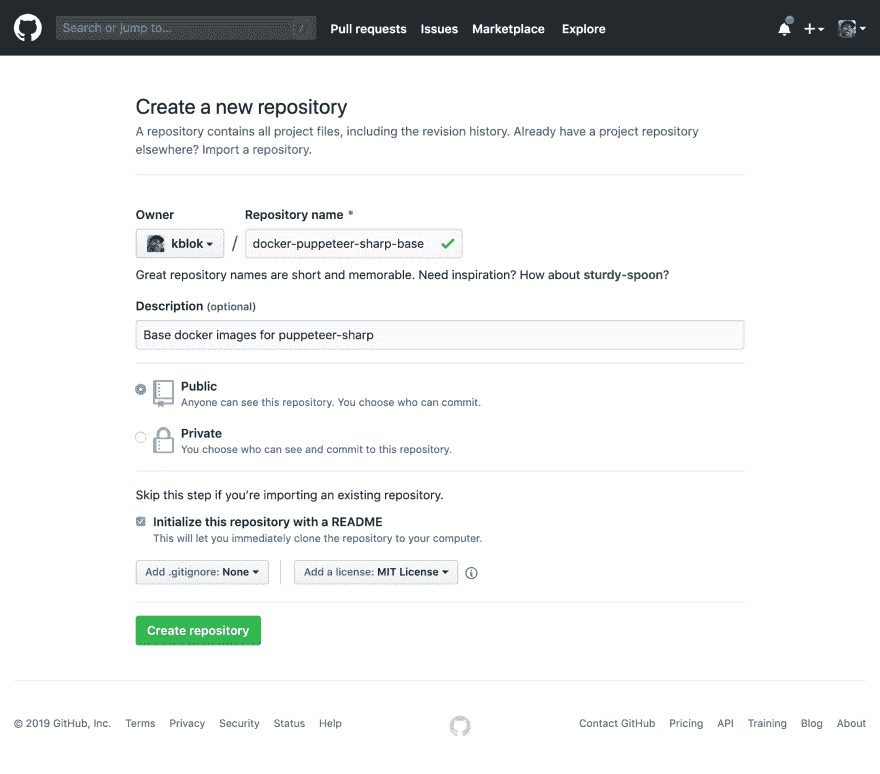 Search or jump to... /
Pull requests Issues Marketplace Explore
Create a new repository
A repository contains all project files, including the revision history. Already have a project repository
elsewhere? Import a repository.
Owner Repository name *
kblok / docker-puppeteer-sharp-base
Great repository names are short and memorable. Need inspiration? How about sturdy-spoon?
Description (optional)
Base docker images for puppeteer-sharp
Public
Anyone can see this repository. You choose who can commit.
Private
You choose who can see and commit to this repository.
Skip this step if you’re importing an existing repository.
Initialize this repository with a README
This will let you immediately clone the repository to your computer.
Add .gitignore: None Add a license: MIT License
Create repository
© 2019 GitHub, Inc. Terms Privacy Security Status Help Contact GitHub Pricing API Training Blog About